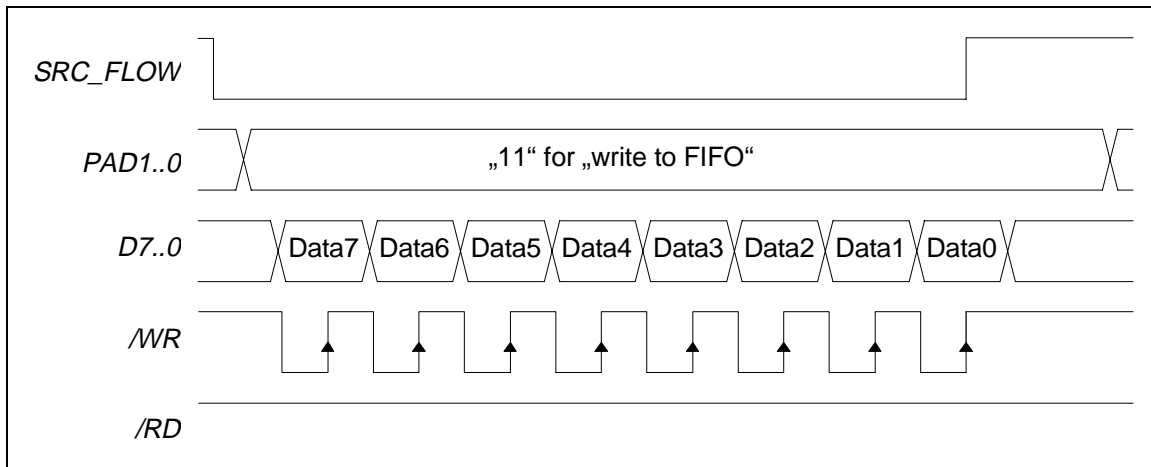 SRC_FLOW
PAD1..0
„11“ for „write to FIFO“
D7..0
Data7 Data6 Data5 Data4 Data3 Data2 Data1 Data0
/WR
/RD